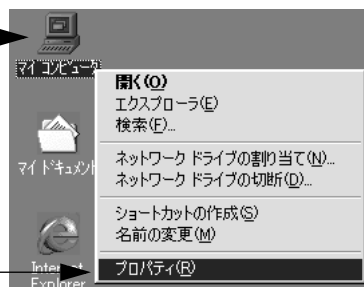 マイ コンピュータ
開く(O)
エクスプローラ(E)
検索(F)...
マイ ドキュメント
ネットワーク ドライブの割り当て(N)...
ネットワーク ドライブの切断(D)...
ショートカットの作成(S)
名前の変更(M)
Internet
Explorer
プロパティ(R)